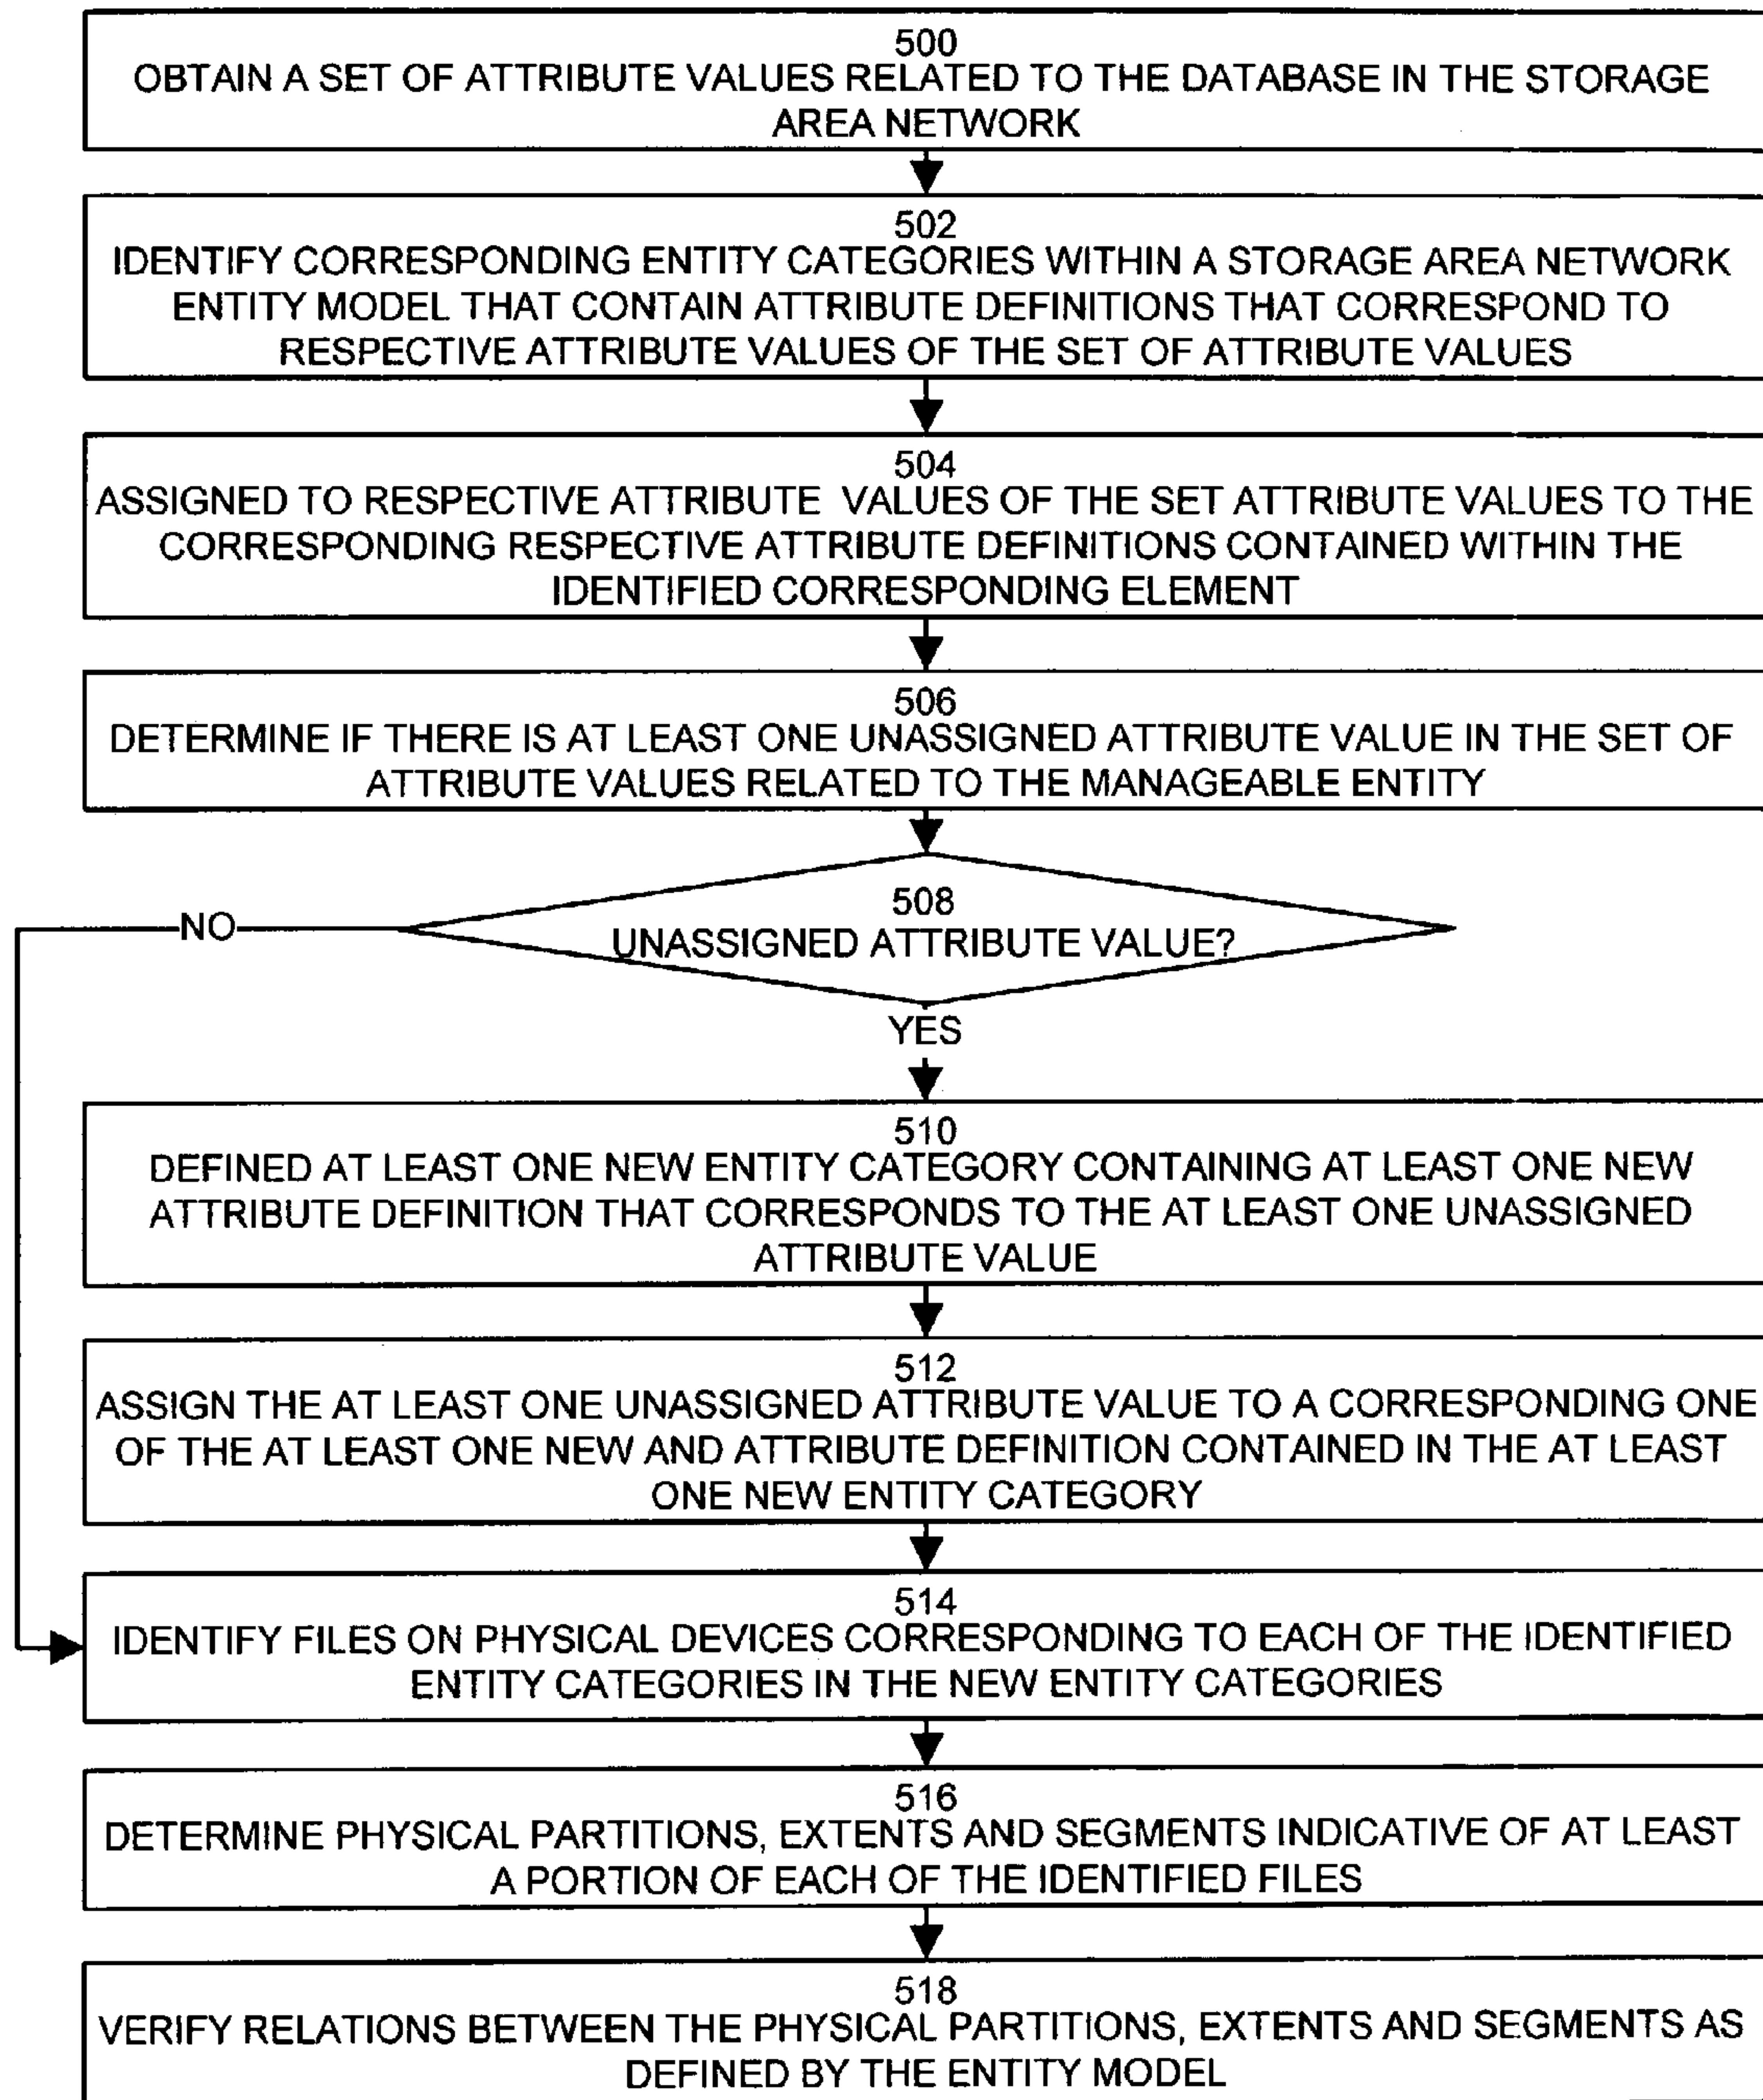 500
OBTAIN A SET OF ATTRIBUTE VALUES RELATED TO THE DATABASE IN THE STORAGE
AREA NETWORK
502
IDENTIFY CORRESPONDING ENTITY CATEGORIES WITHIN A STORAGE AREA NETWORK
ENTITY MODEL THAT CONTAIN ATTRIBUTE DEFINITIONS THAT CORRESPOND TO
RESPECTIVE ATTRIBUTE VALUES OF THE SET OF ATTRIBUTE VALUES
504
ASSIGNED TO RESPECTIVE ATTRIBUTE VALUES OF THE SET ATTRIBUTE VALUES TO THE
CORRESPONDING RESPECTIVE ATTRIBUTE DEFINITIONS CONTAINED WITHIN THE
IDENTIFIED CORRESPONDING ELEMENT
506
DETERMINE IF THERE IS AT LEAST ONE UNASSIGNED ATTRIBUTE VALUE IN THE SET OF
ATTRIBUTE VALUES RELATED TO THE MANAGEABLE ENTITY
508
UNASSIGNED ATTRIBUTE VALUE?
NO
YES
510
DEFINED AT LEAST ONE NEW ENTITY CATEGORY CONTAINING AT LEAST ONE NEW
ATTRIBUTE DEFINITION THAT CORRESPONDS TO THE AT LEAST ONE UNASSIGNED
ATTRIBUTE VALUE
512
ASSIGN THE AT LEAST ONE UNASSIGNED ATTRIBUTE VALUE TO A CORRESPONDING ONE
OF THE AT LEAST ONE NEW AND ATTRIBUTE DEFINITION CONTAINED IN THE AT LEAST
ONE NEW ENTITY CATEGORY
514
IDENTIFY FILES ON PHYSICAL DEVICES CORRESPONDING TO EACH OF THE IDENTIFIED
ENTITY CATEGORIES IN THE NEW ENTITY CATEGORIES
516
DETERMINE PHYSICAL PARTITIONS, EXTENTS AND SEGMENTS INDICATIVE OF AT LEAST
A PORTION OF EACH OF THE IDENTIFIED FILES
518
VERIFY RELATIONS BETWEEN THE PHYSICAL PARTITIONS, EXTENTS AND SEGMENTS AS
DEFINED BY THE ENTITY MODEL